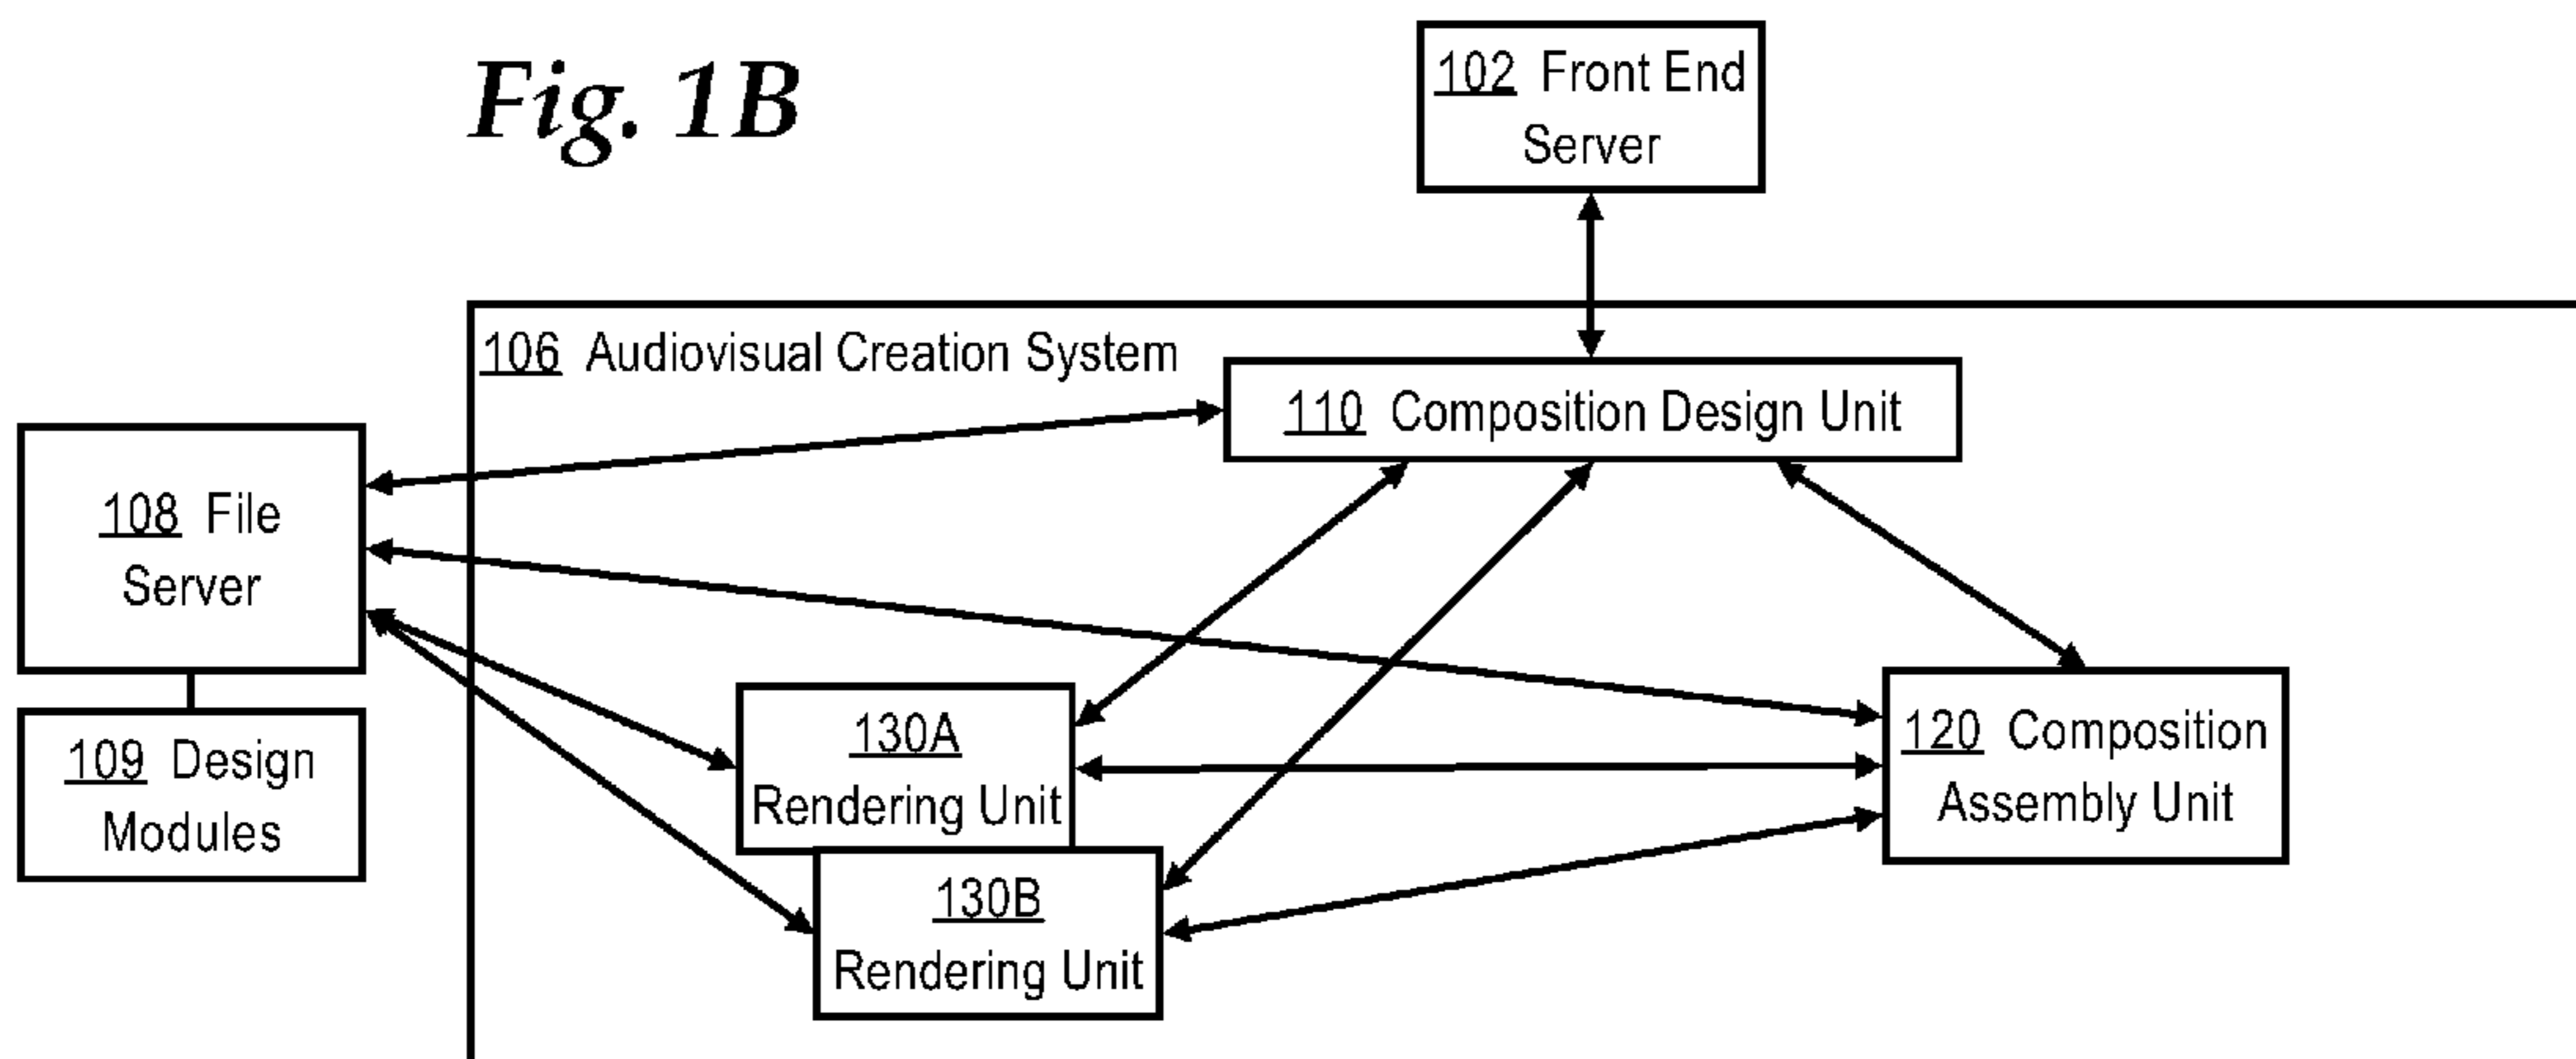 Fig. 1B
102 Front End
Server
106 Audiovisual Creation System
110 Composition Design Unit
108 File
Server
109 Design
Modules
130A
Rendering Unit
130B
Rendering Unit
120 Composition
Assembly Unit